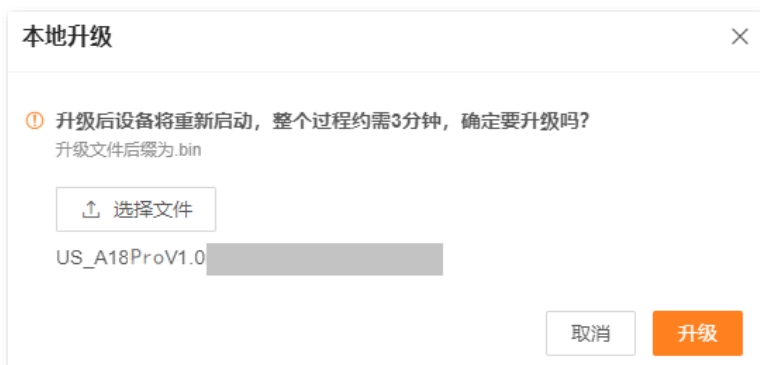 本地升级
升级后设备将重新启动，整个过程约需3分钟，确定要升级吗？
升级文件后缀为.bin
选择文件
US_A18ProV1.0
取消
升级